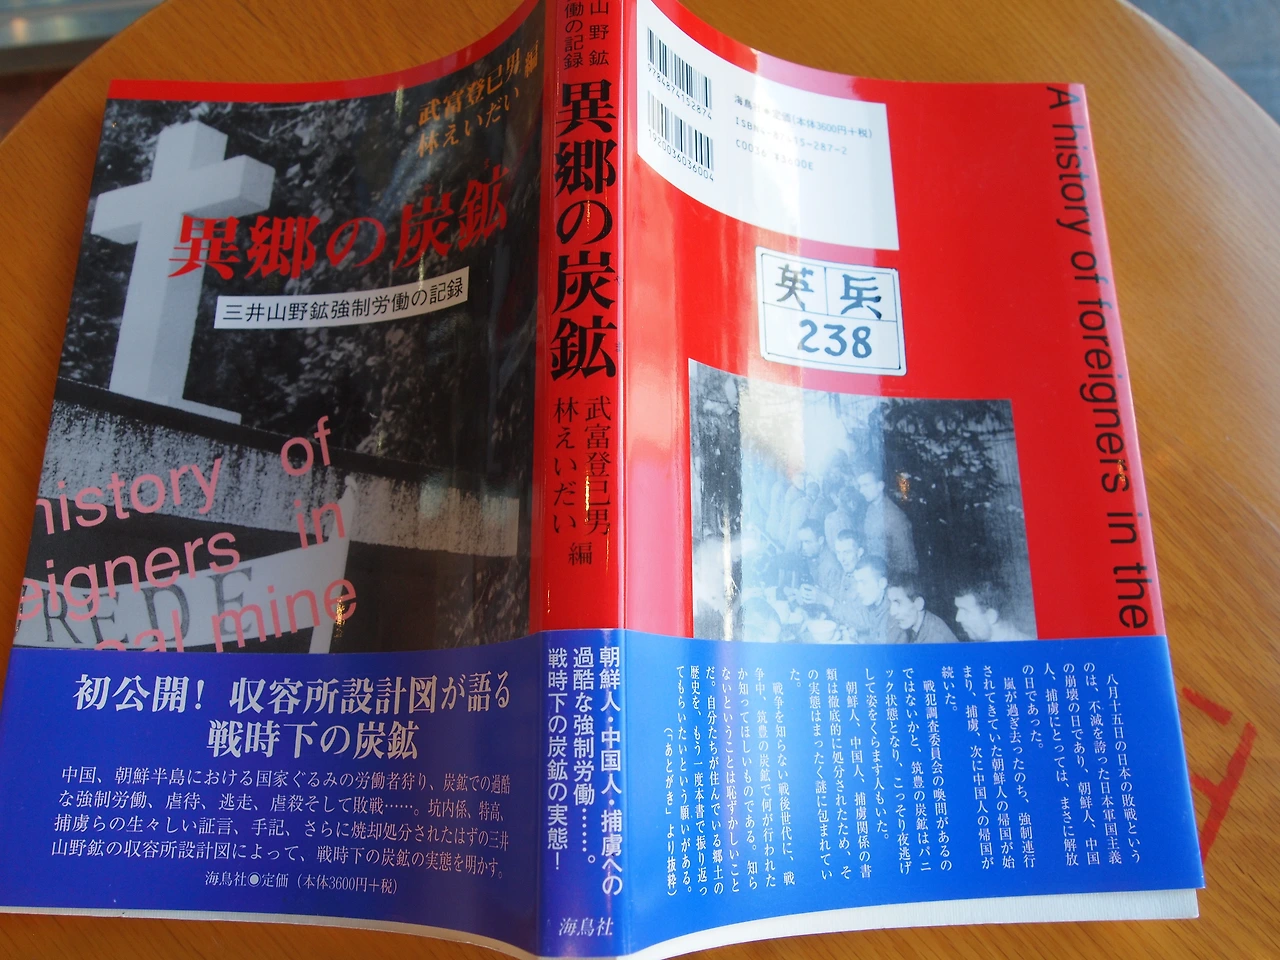 武富登巳男
林えいだい
編
異郷の炭鉱
三井山野鉱強制労働の記録
history of
eigners in
mine
REDE
初公開! 収容所設計図が語る
戦時下の炭鉱
中国、朝鮮半島における国家ぐるみの労働者狩り、炭鉱での過酷
な強制労働、虐待、逃走、虐殺そして敗戦……。坑内係、特高、
捕虜らの生々しい証言、手記、さらに焼却処分されたはずの三井
山野鉱の収容所設計図によって、戦時下の炭鉱の実態を明かす。
海鳥社●定価(本体3600円+税)
山野鉱
働の記録
異郷の炭鉱
武富登巳男
林えいだい
編
朝鮮人・中国人・捕虜への
過酷な強制労働……。
戦時下の炭鉱の実態!
海鳥社
9784874152874
1920036036004
海鳥社●定価(本体3600円+税)
287-2
英兵
238
A history of foreigners in the
八月十五日の日本の敗戦という
のは、不滅を誇った日本軍国主義
の崩壊の日であり、朝鮮人、中国
人、捕虜にとっては、まさに解放
の日であった。
嵐が過ぎ去ったのち、強制連行
されてきていた朝鮮人の帰国が始
まり、捕虜、次に中国人の帰国が
続いた。
戦犯調査委員会の喚問があるの
ではないかと、筑豊の炭鉱はパニ
ック状態となり、こっそり夜逃げ
して姿をくらます人もいた。
朝鮮人、中国人、捕虜関係の書
類は徹底的に処分されたため、そ
の実態はまったく謎に包まれてい
た。
戦争を知らない戦後世代に、戦
争中、筑豊の炭鉱で何が行われた
か知ってほしいものである。知ら
ないということは恥ずかしいこと
だ。自分たちが住んでいる郷土の
歴史を、もう一度本書で振り返っ
てもらいたいという願いがある。
(「あとがき」より抜粋)